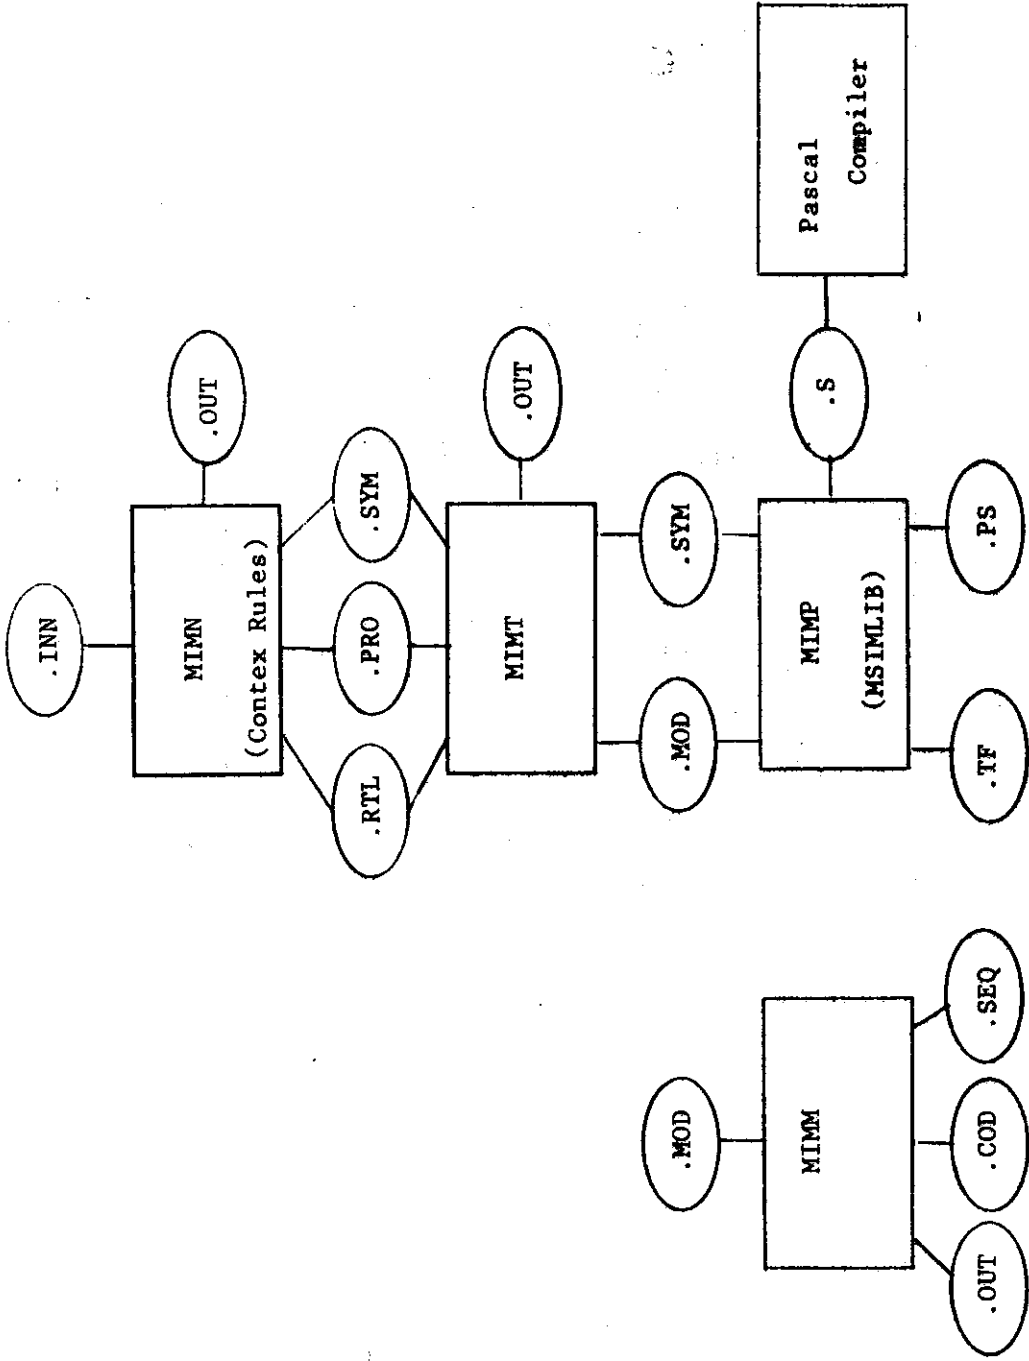 .INN
MIMN
(Contex Rules)
.OUT
.RTL
.PRO
.SYM
MIMT
.OUT
.MOD
.SYM
MIMP
(MSIMLIB)
.S
Pascal
Compiler
.TF
.PS
.MOD
MIMM
.OUT
.COD
.SEQ